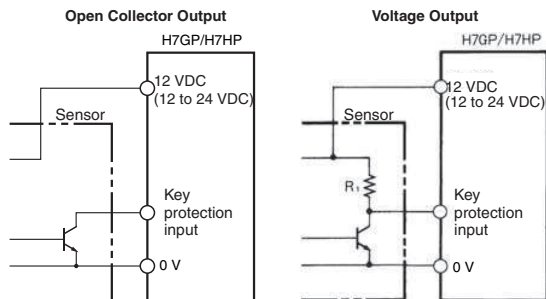 Open Collector Output
H7GP/H7HP
12 VDC
(12 to 24 VDC)
Sensor
Key
protection
input
0 V
Voltage Output
H7GP/H7HP
12 VDC
(12 to 24 VDC)
Sensor
R1
Key
protection
input
0 V